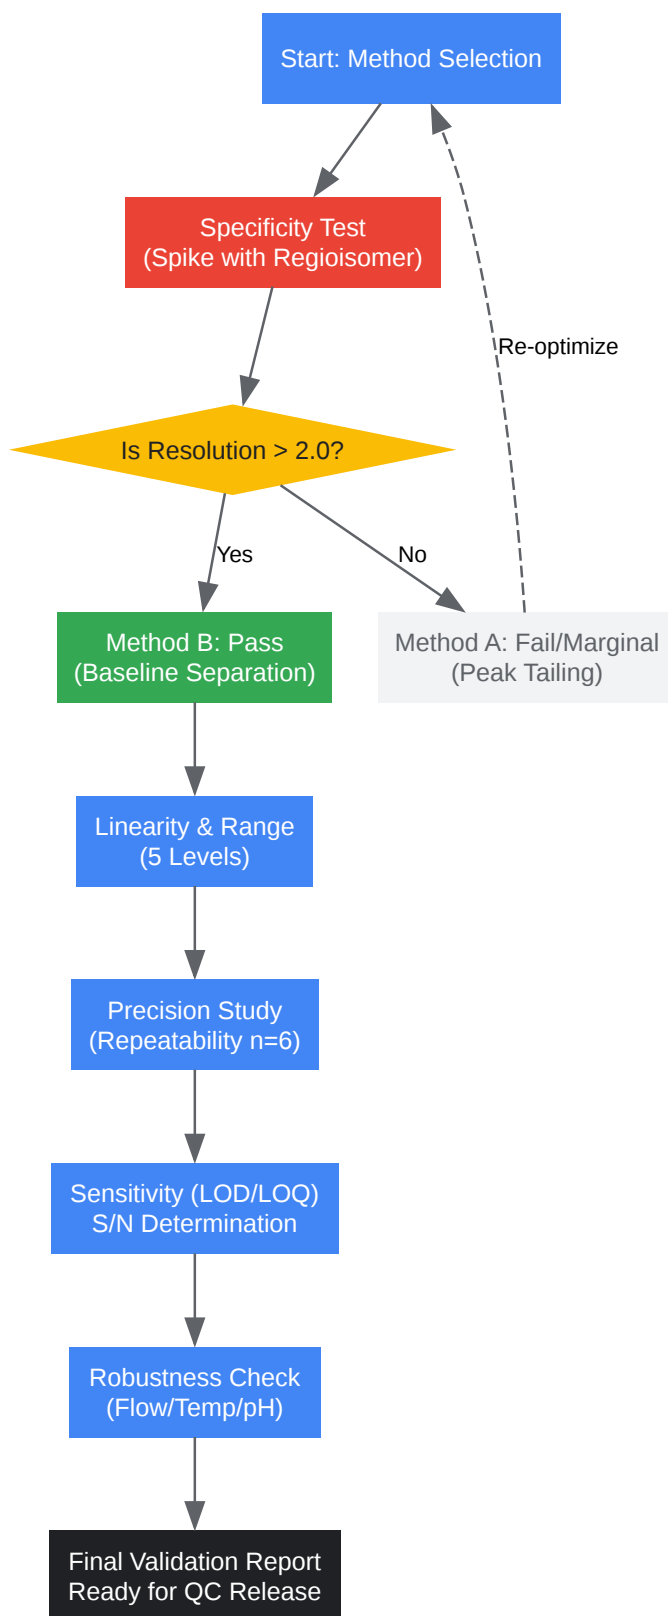 Start: Method Selection
Specificity Test
(Spike with Regioisomer)
Re-optimize
Is Resolution > 2.0?
Yes
No
Method B: Pass
(Baseline Separation)
Method A: Fail/Marginal
(Peak Tailing)
Linearity & Range
(5 Levels)
Precision Study
(Repeatability n=6)
Sensitivity (LOD/LOQ)
S/N Determination
Robustness Check
(Flow/Temp/pH)
Final Validation Report
Ready for QC Release